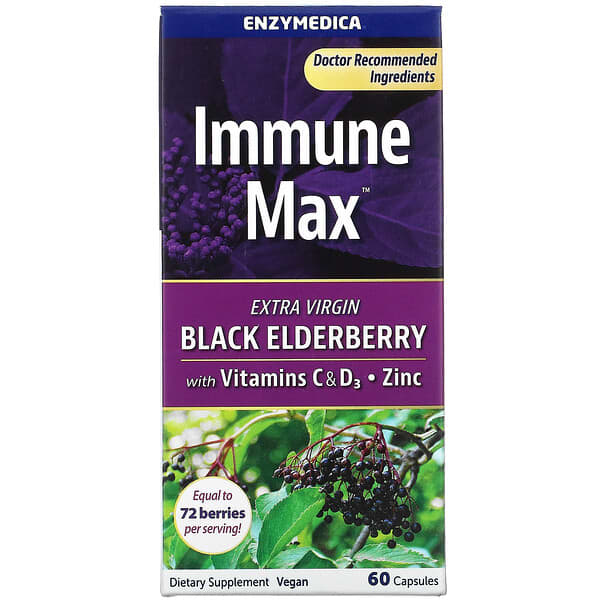 ENZYMEDICA®
Doctor Recommended
Ingredients
Immune
Max™
EXTRA VIRGIN
BLACK ELDERBERRY
with Vitamins C & D₃ • Zinc
Equal to
72 berries
per serving!
Dietary Supplement Vegan
60 Capsules